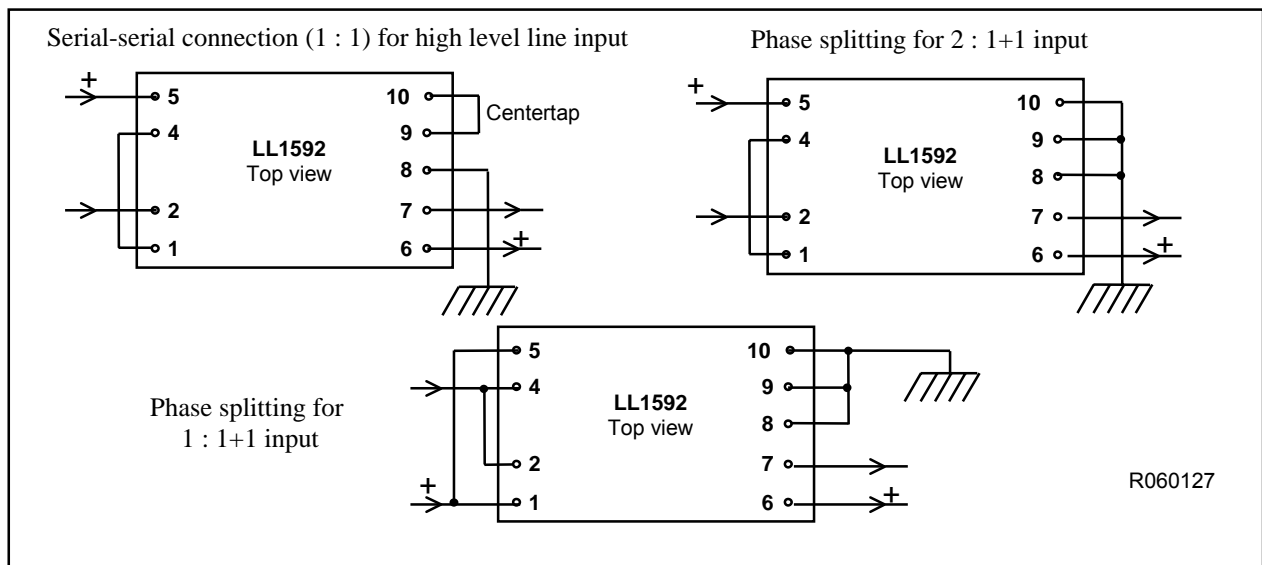 Serial-serial connection (1 : 1) for high level line input
+
5
4
2
1
LL1592
Top view
10
9
8
7
6
Centertap
+
Phase splitting for 2 : 1+1 input
+
5
4
2
1
LL1592
Top view
10
9
8
7
6
+
Phase splitting for
1 : 1+1 input
+
5
4
2
1
LL1592
Top view
10
9
8
7
6
+
R060127